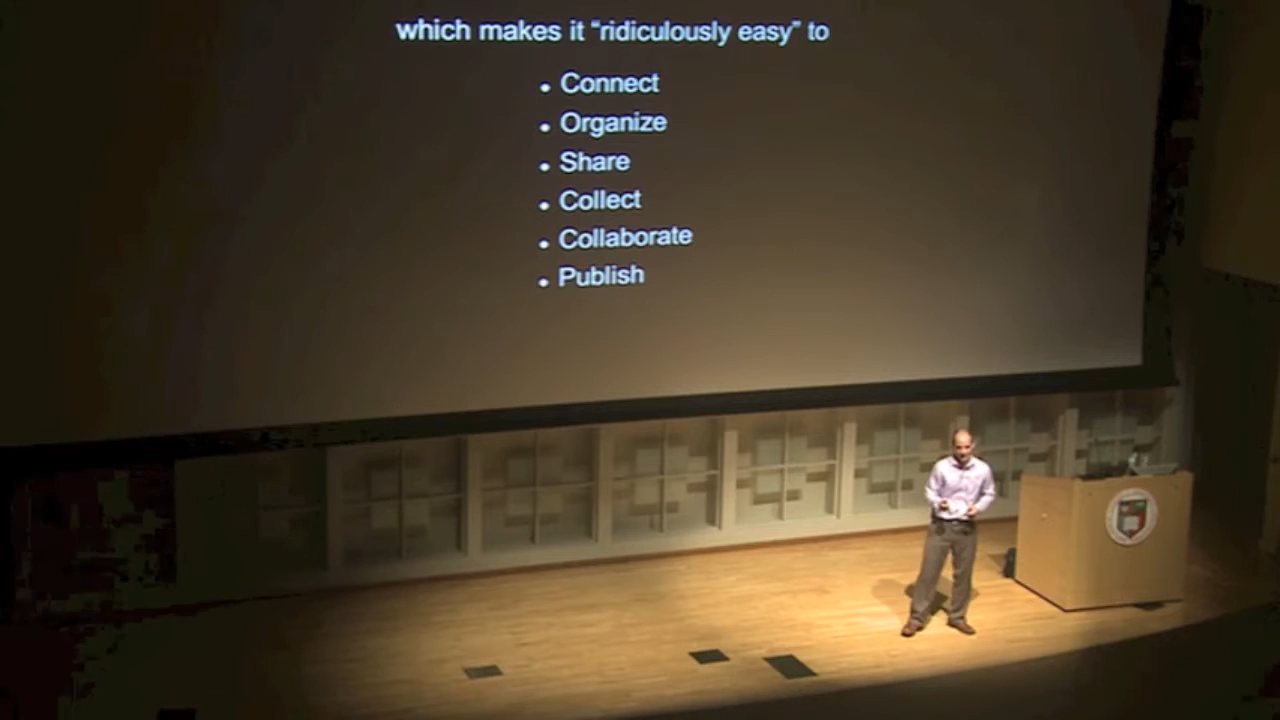 which makes it “ridiculously easy” to
• Connect
• Organize
• Share
• Collect
• Collaborate
• Publish